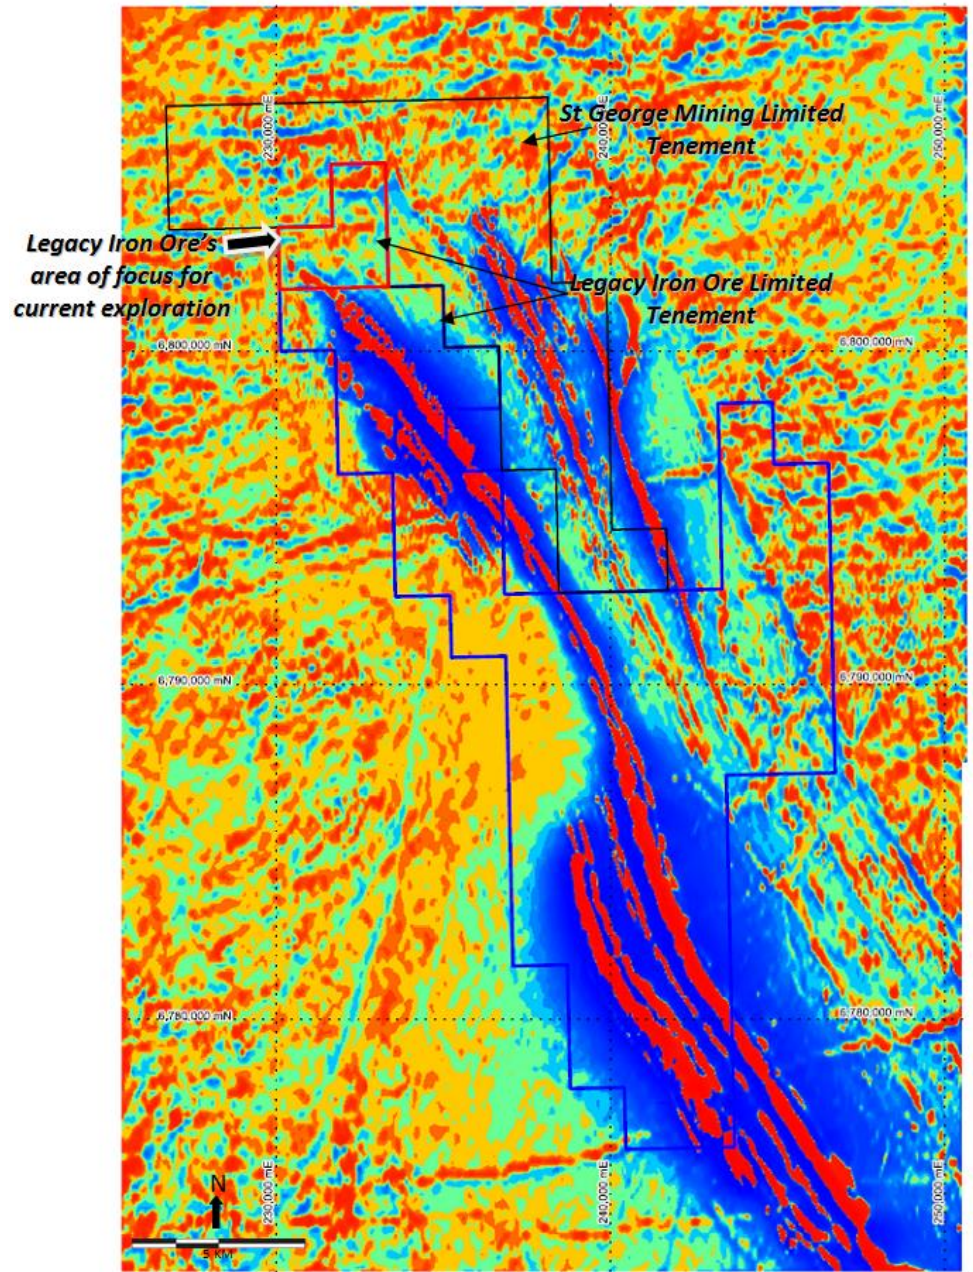 230,000 mE
240,000 mE
250,000 mE
St George Mining Limited
Tenement
Legacy Iron Ore's
area of focus for
current exploration
Legacy Iron Ore Limited
Tenement
6,800,000 mN
6,800,000 mN
6,790,000 mN
6,790,000 mN
6,780,000 mN
6,780,000 mN
230,000 mE
240,000 mE
250,000 mE
N
5 KM